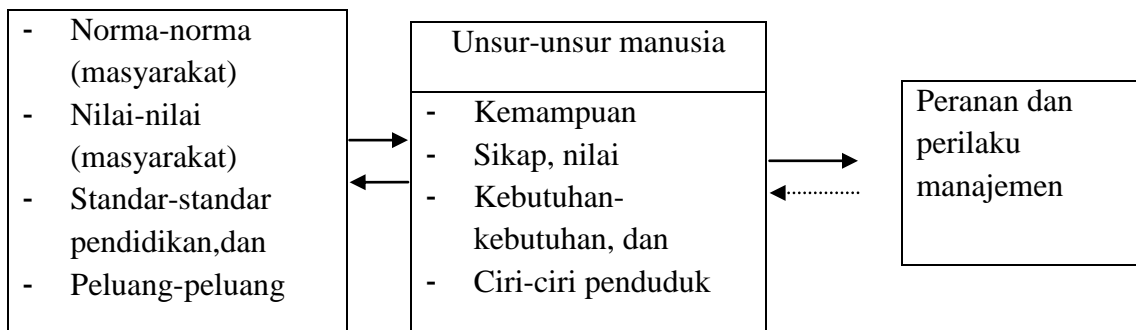 - Norma-norma
(masyarakat)
- Nilai-nilai
(masyarakat)
- Standar-standar
pendidikan,dan
- Peluang-peluang
Unsur-unsur manusia
- Kemampuan
- Sikap, nilai
- Kebutuhan-
kebutuhan, dan
- Ciri-ciri penduduk
Peranan dan
perilaku
manajemen